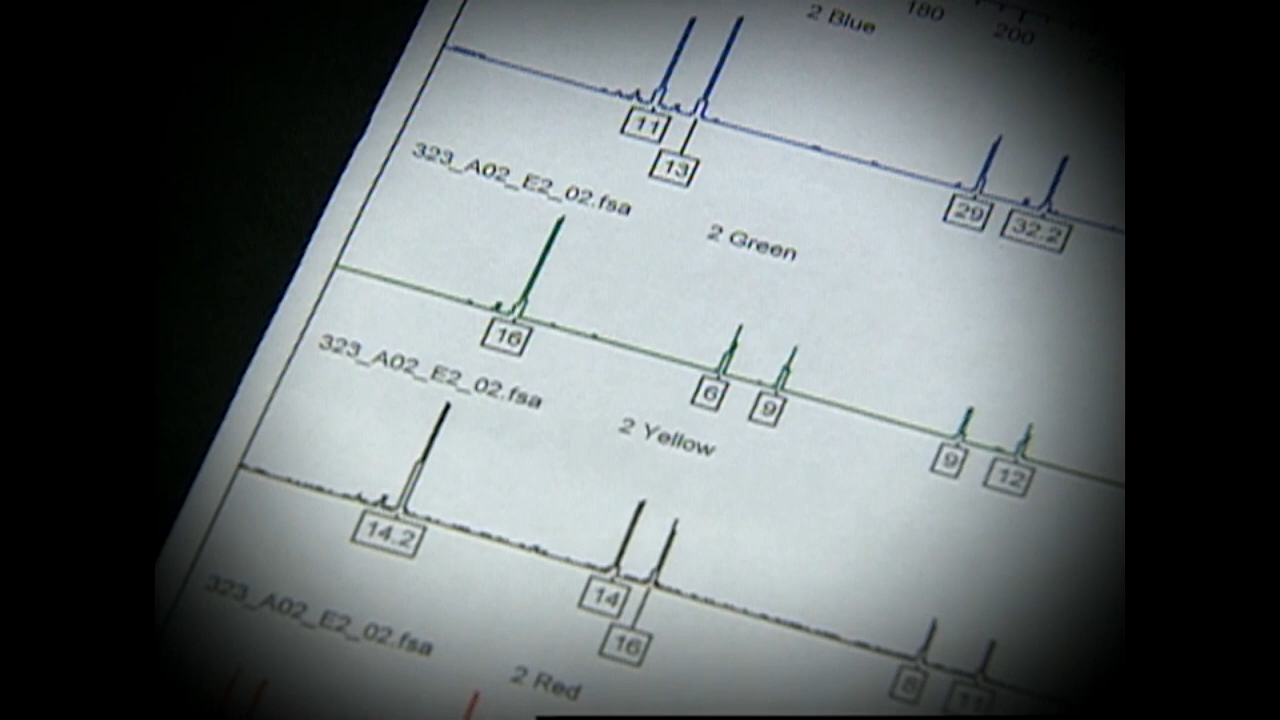 2 Blue
180
200
11
13
29
32.2
323_A02_E2_02.fsa
2 Green
16
6
9
9
12
323_A02_E2_02.fsa
2 Yellow
14.2
14
16
8
11
323_A02_E2_02.fsa
2 Red